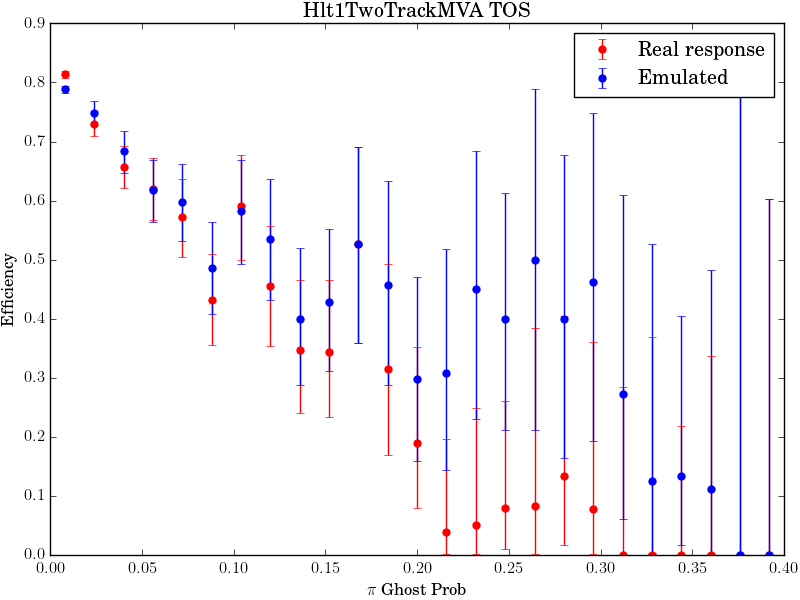 Hlt1TwoTrackMVA TOS
Real response
Emulated
Efficiency
0.9
0.8
0.7
0.6
0.5
0.4
0.3
0.2
0.1
0.0
0.00 0.05 0.10 0.15 0.20 0.25 0.30 0.35 0.40
π Ghost Prob